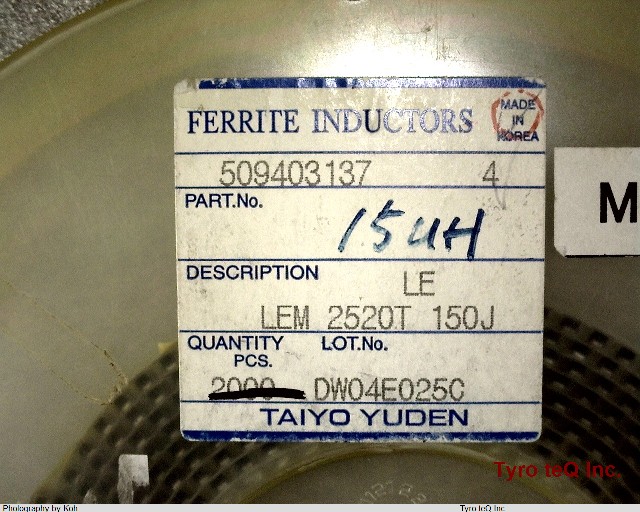 FERRITE INDUCTORS
MADE
IN
KOREA
509403137 4
PART.No.
15uH
DESCRIPTION
LE
LEM 2520T 150J
QUANTITY LOT.No.
PCS.
2000 DW04E025C
TAIYO YUDEN
M
Tyro teQ Inc.
Photography by Koh Tyro teQ Inc